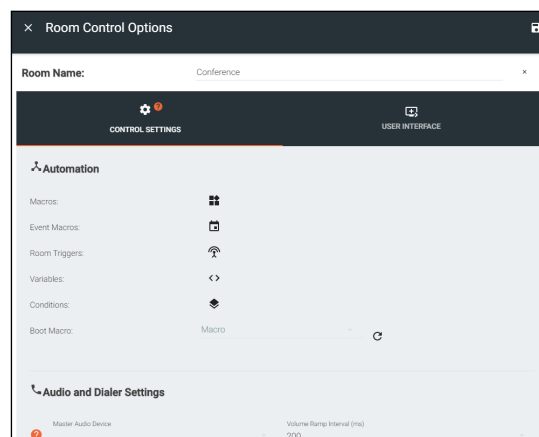 × Room Control Options
Room Name: Conference ×
CONTROL SETTINGS
USER INTERFACE
Automation
Macros:
Event Macros:
Room Triggers:
Variables:
Conditions:
Boot Macro: Macro
Audio and Dialer Settings
Master Audio Device Volume Ramp Interval (ms)
200